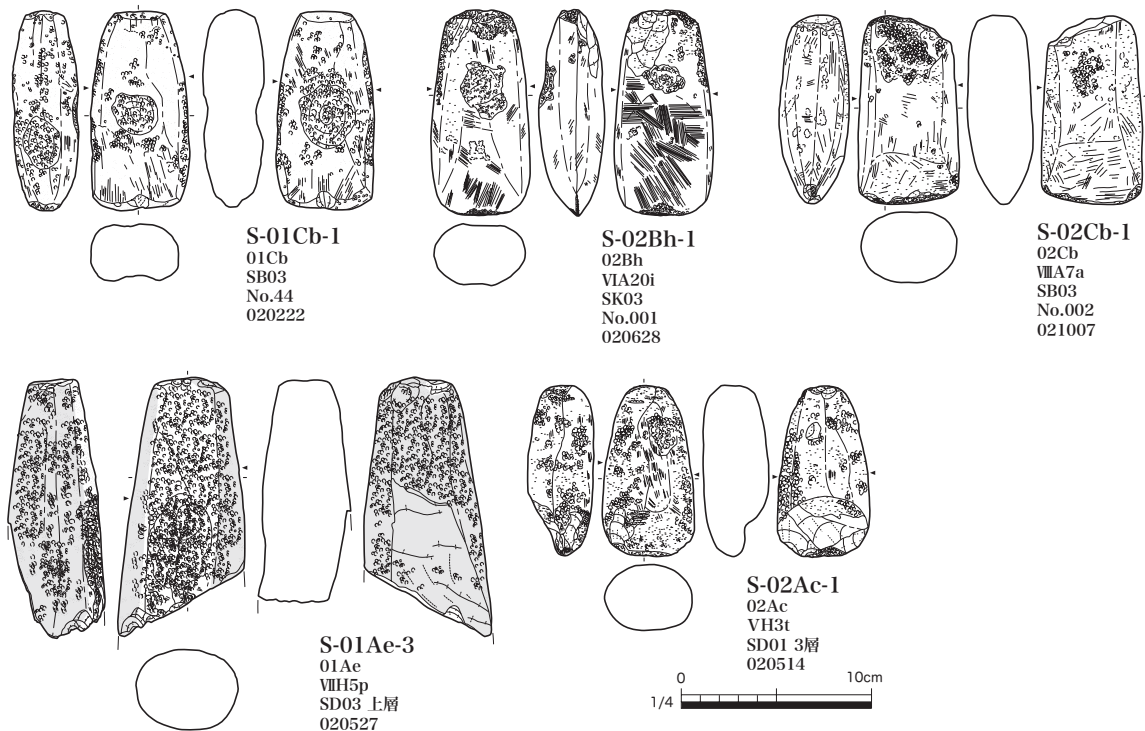 S-01Cb-1
01Cb
SB03
No.44
020222
S-02Bh-1
02Bh
VIA20i
SK03
No.001
020628
S-02Cb-1
02Cb
ⅧA7a
SB03
No.002
021007
S-01Ae-3
01Ae
ⅦH5p
SD03 上層
020527
S-02Ac-1
02Ac
VH3t
SD01 3層
020514
0 10cm
1/4